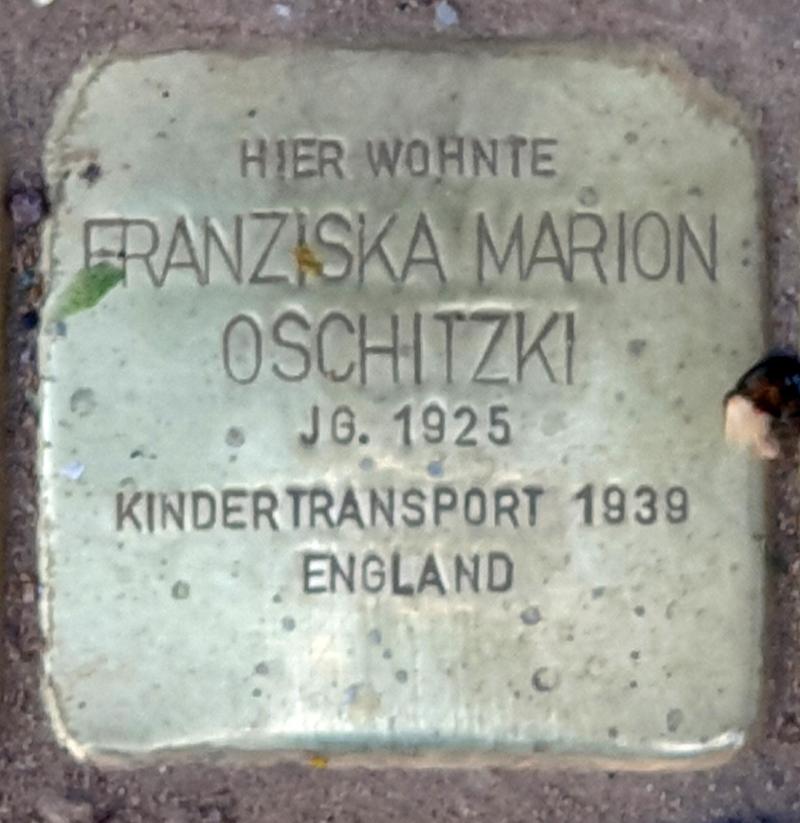 HIER WOHNTE
FRANZISKA MARION
OSCHITZKI
JG. 1925
KINDERTRANSPORT 1939
ENGLAND